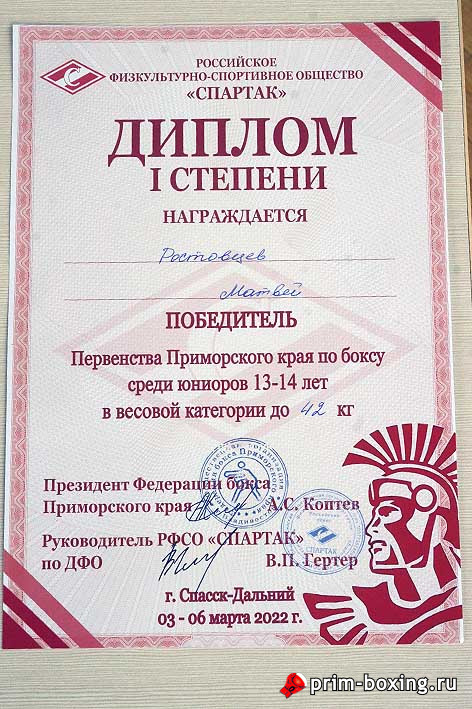 РОССИЙСКОЕ
ФИЗКУЛЬТУРНО-СПОРТИВНОЕ ОБЩЕСТВО
«СПАРТАК»
ДИПЛОМ
I СТЕПЕНИ
НАГРАЖДАЕТСЯ
Ростовцев
Матвей
ПОБЕДИТЕЛЬ
Первенства Приморского края по боксу
среди юниоров 13-14 лет
в весовой категории до 42 кг
Президент Федерации бокса
Приморского края А.С. Коптев
Руководитель РФСО «СПАРТАК»
по ДФО В.П. Гертер
СПАРТАК
г. Спасск-Дальний
03 - 06 марта 2022 г.
prim-boxing.ru